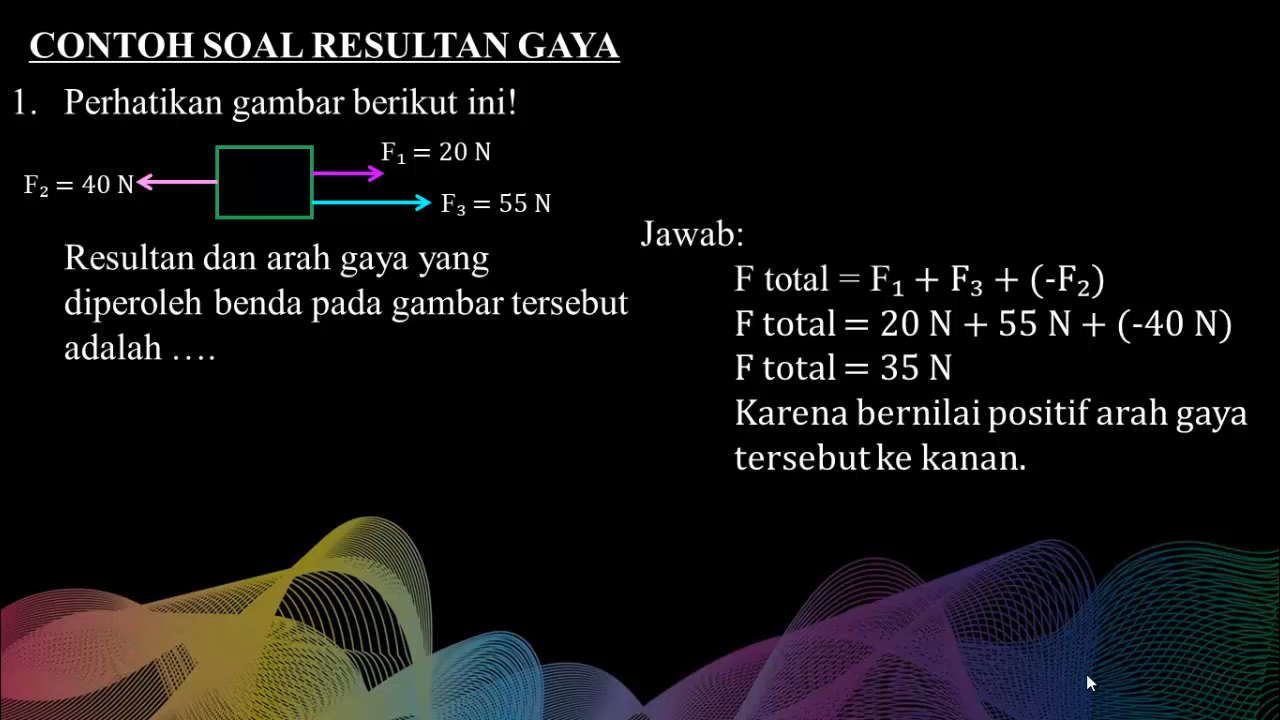 CONTOH SOAL RESULTAN GAYA
1. Perhatikan gambar berikut ini!
F₁ = 20 N
F₂ = 40 N
F₃ = 55 N
Resultan dan arah gaya yang
diperoleh benda pada gambar tersebut
adalah ….
Jawab:
F total = F₁ + F₃ + (-F₂)
F total = 20 N + 55 N + (-40 N)
F total = 35 N
Karena bernilai positif arah gaya
tersebut ke kanan.